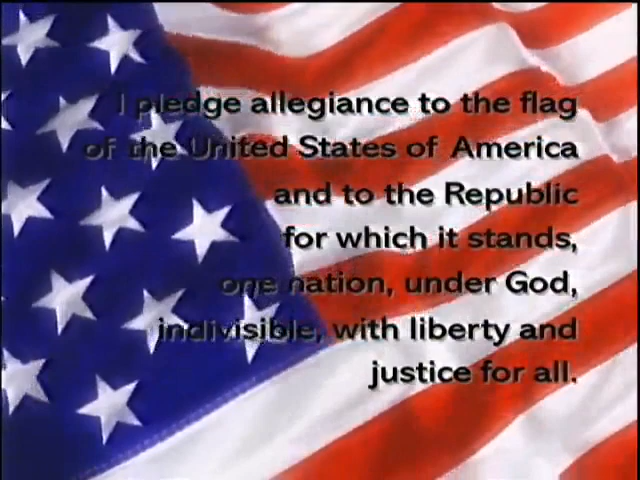 I pledge allegiance to the flag
of the United States of America
and to the Republic
for which it stands,
one nation, under God,
indivisible, with liberty and
justice for all.